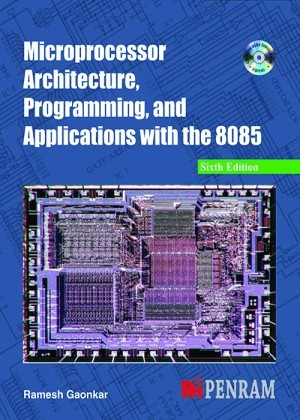 Microprocessor
Architecture,
Programming, and
Applications with the 8085
Sixth Edition
Ramesh Gaonkar
PENRAM